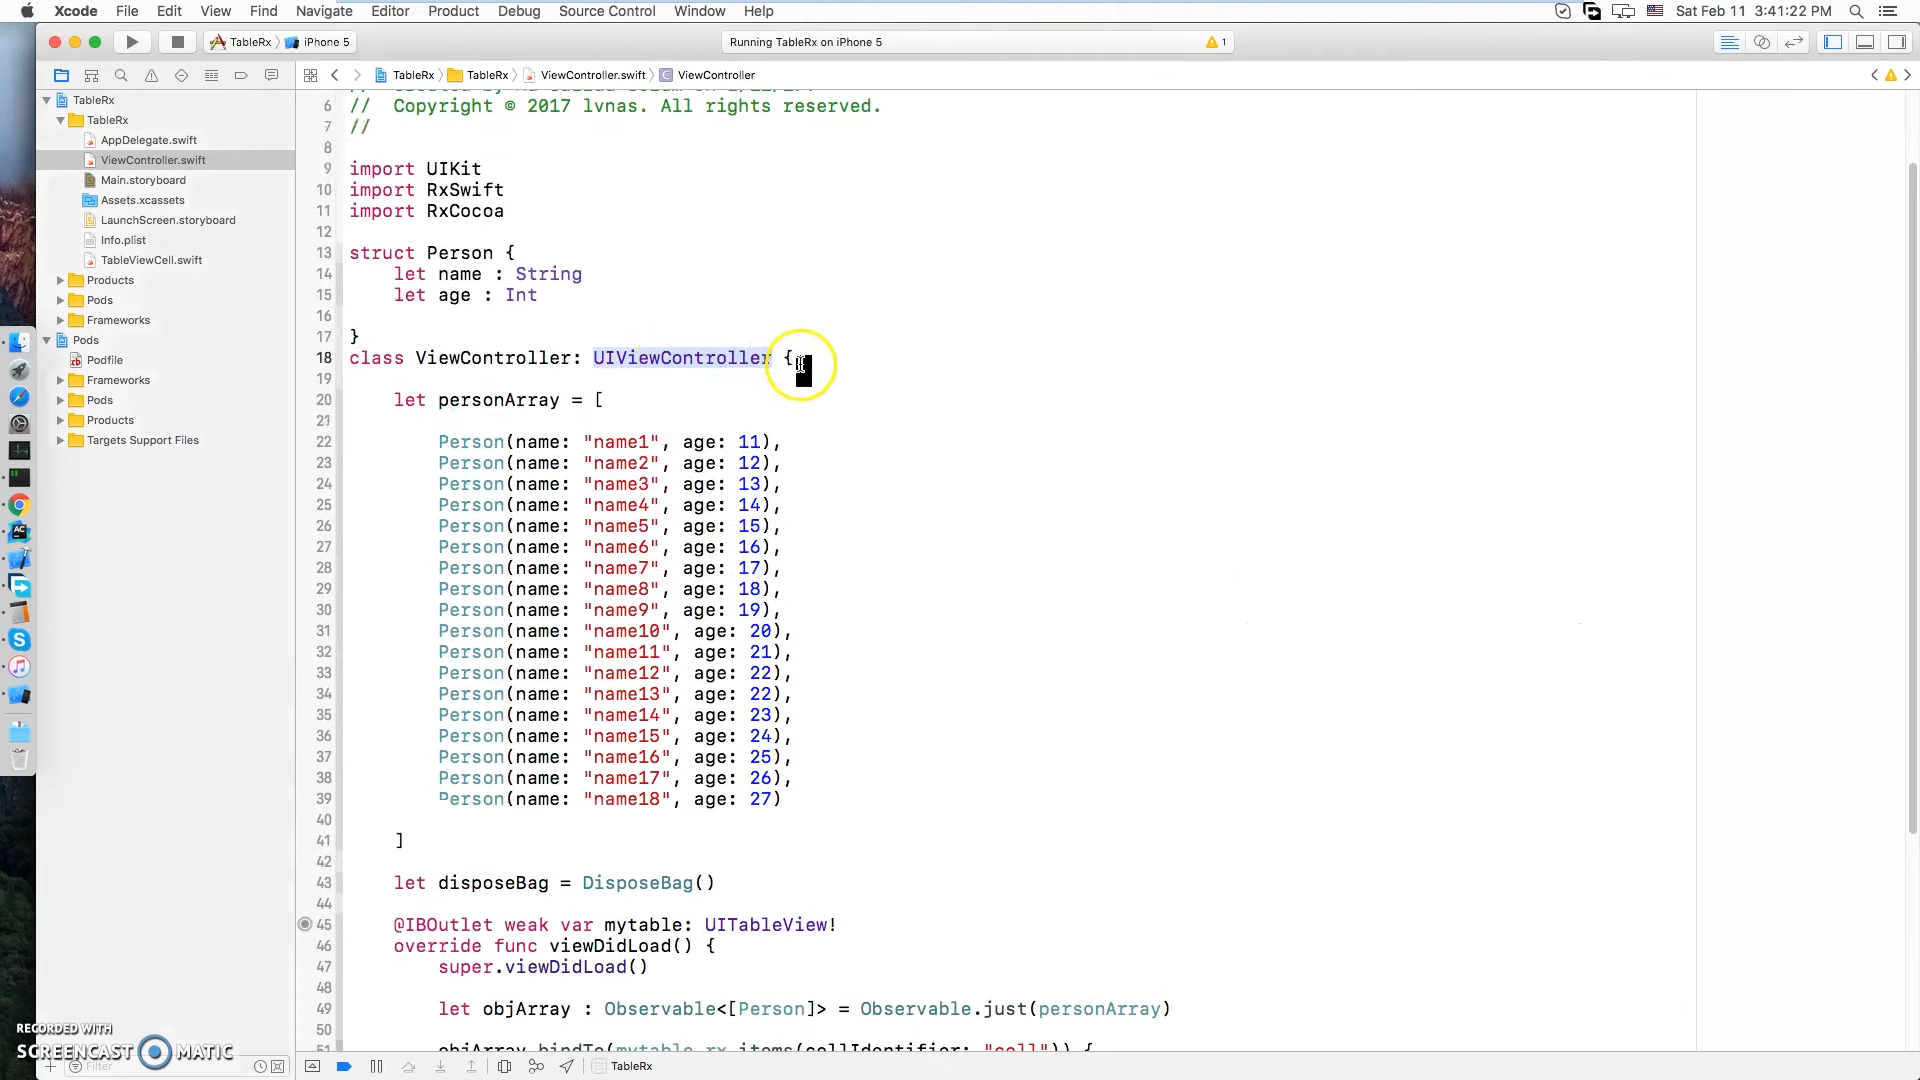 Xcode File Edit View Find Navigate Editor Product Debug Source Control Window Help Sat Feb 11 3:41:22 PM
TableRx iPhone 5 Running TableRx on iPhone 5 1
TableRx TableRx ViewController.swift ViewController
TableRx
TableRx
AppDelegate.swift
ViewController.swift
Main.storyboard
Assets.xcassets
LaunchScreen.storyboard
Info.plist
TableViewCell.swift
Products
Pods
Frameworks
Pods
Podfile
Frameworks
Pods
Products
Targets Support Files
6 // Copyright © 2017 lvnas. All rights reserved.
7 //
8
9 import UIKit
10 import RxSwift
11 import RxCocoa
12
13 struct Person {
14 let name : String
15 let age : Int
16
17 }
18 class ViewController: UIViewController {
19
20 let personArray = [
21
22 Person(name: "name1", age: 11),
23 Person(name: "name2", age: 12),
24 Person(name: "name3", age: 13),
25 Person(name: "name4", age: 14),
26 Person(name: "name5", age: 15),
27 Person(name: "name6", age: 16),
28 Person(name: "name7", age: 17),
29 Person(name: "name8", age: 18),
30 Person(name: "name9", age: 19),
31 Person(name: "name10", age: 20),
32 Person(name: "name11", age: 21),
33 Person(name: "name12", age: 22),
34 Person(name: "name13", age: 22),
35 Person(name: "name14", age: 23),
36 Person(name: "name15", age: 24),
37 Person(name: "name16", age: 25),
38 Person(name: "name17", age: 26),
39 Person(name: "name18", age: 27)
40
41 ]
42
43 let disposeBag = DisposeBag()
44
45 @IBOutlet weak var mytable: UITableView!
46 override func viewDidLoad() {
47 super.viewDidLoad()
48
49 let objArray : Observable<[Person]> = Observable.just(personArray)
50
51 objArray.bindTo(mytable.rx.items(cellIdentifier: "cell")) {
RECORDED WITH
SCREENCAST MATIC
Filter
TableRx